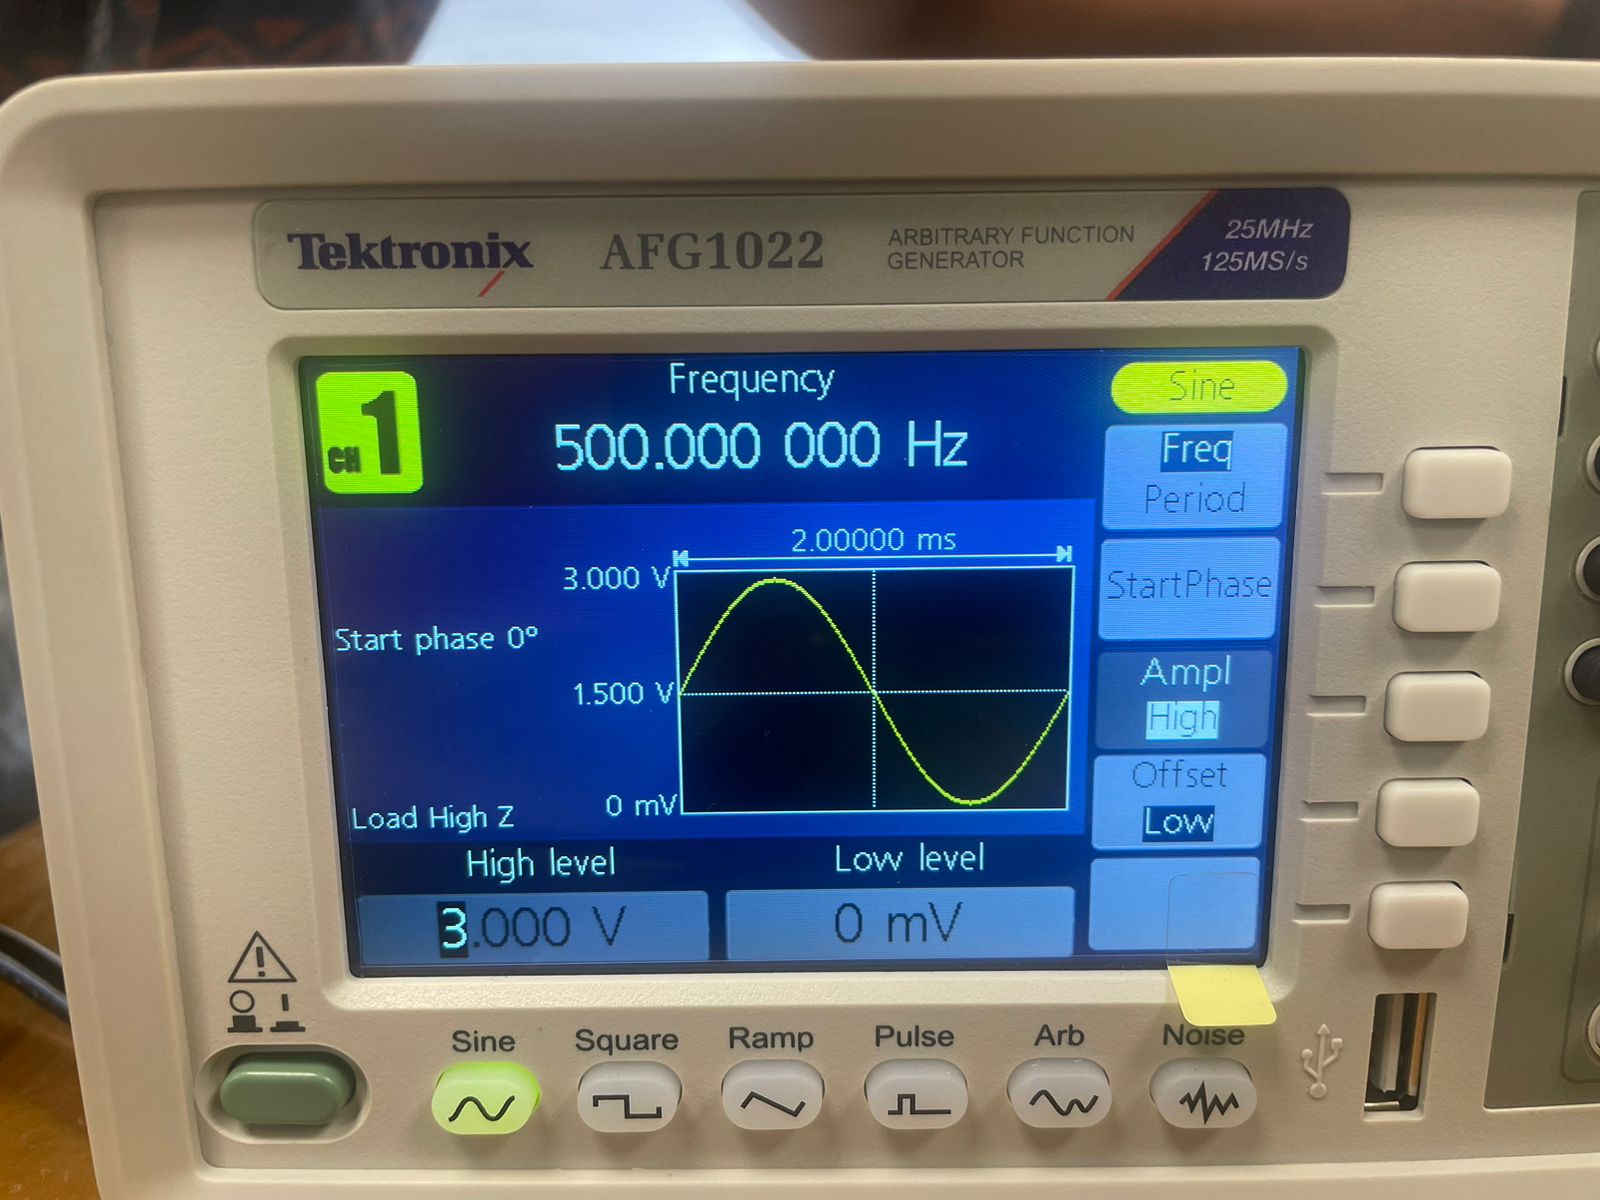 Tektronix AFG1022 ARBITRARY FUNCTION GENERATOR 25MHz 125MS/s
CH 1
Frequency
500.000 000 Hz
Sine
Freq
Period
StartPhase
Ampl
High
Offset
Low
2.00000 ms
3.000 V
Start phase 0°
1.500 V
0 mV
Load High Z
High level
Low level
3.000 V
0 mV
Sine
Square
Ramp
Pulse
Arb
Noise